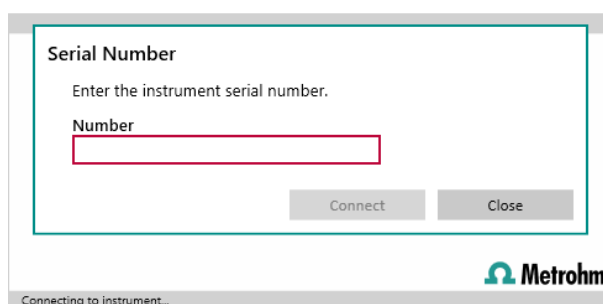 Serial Number
Enter the instrument serial number.
Number
Connect Close
Metrohm
Connecting to instrument...